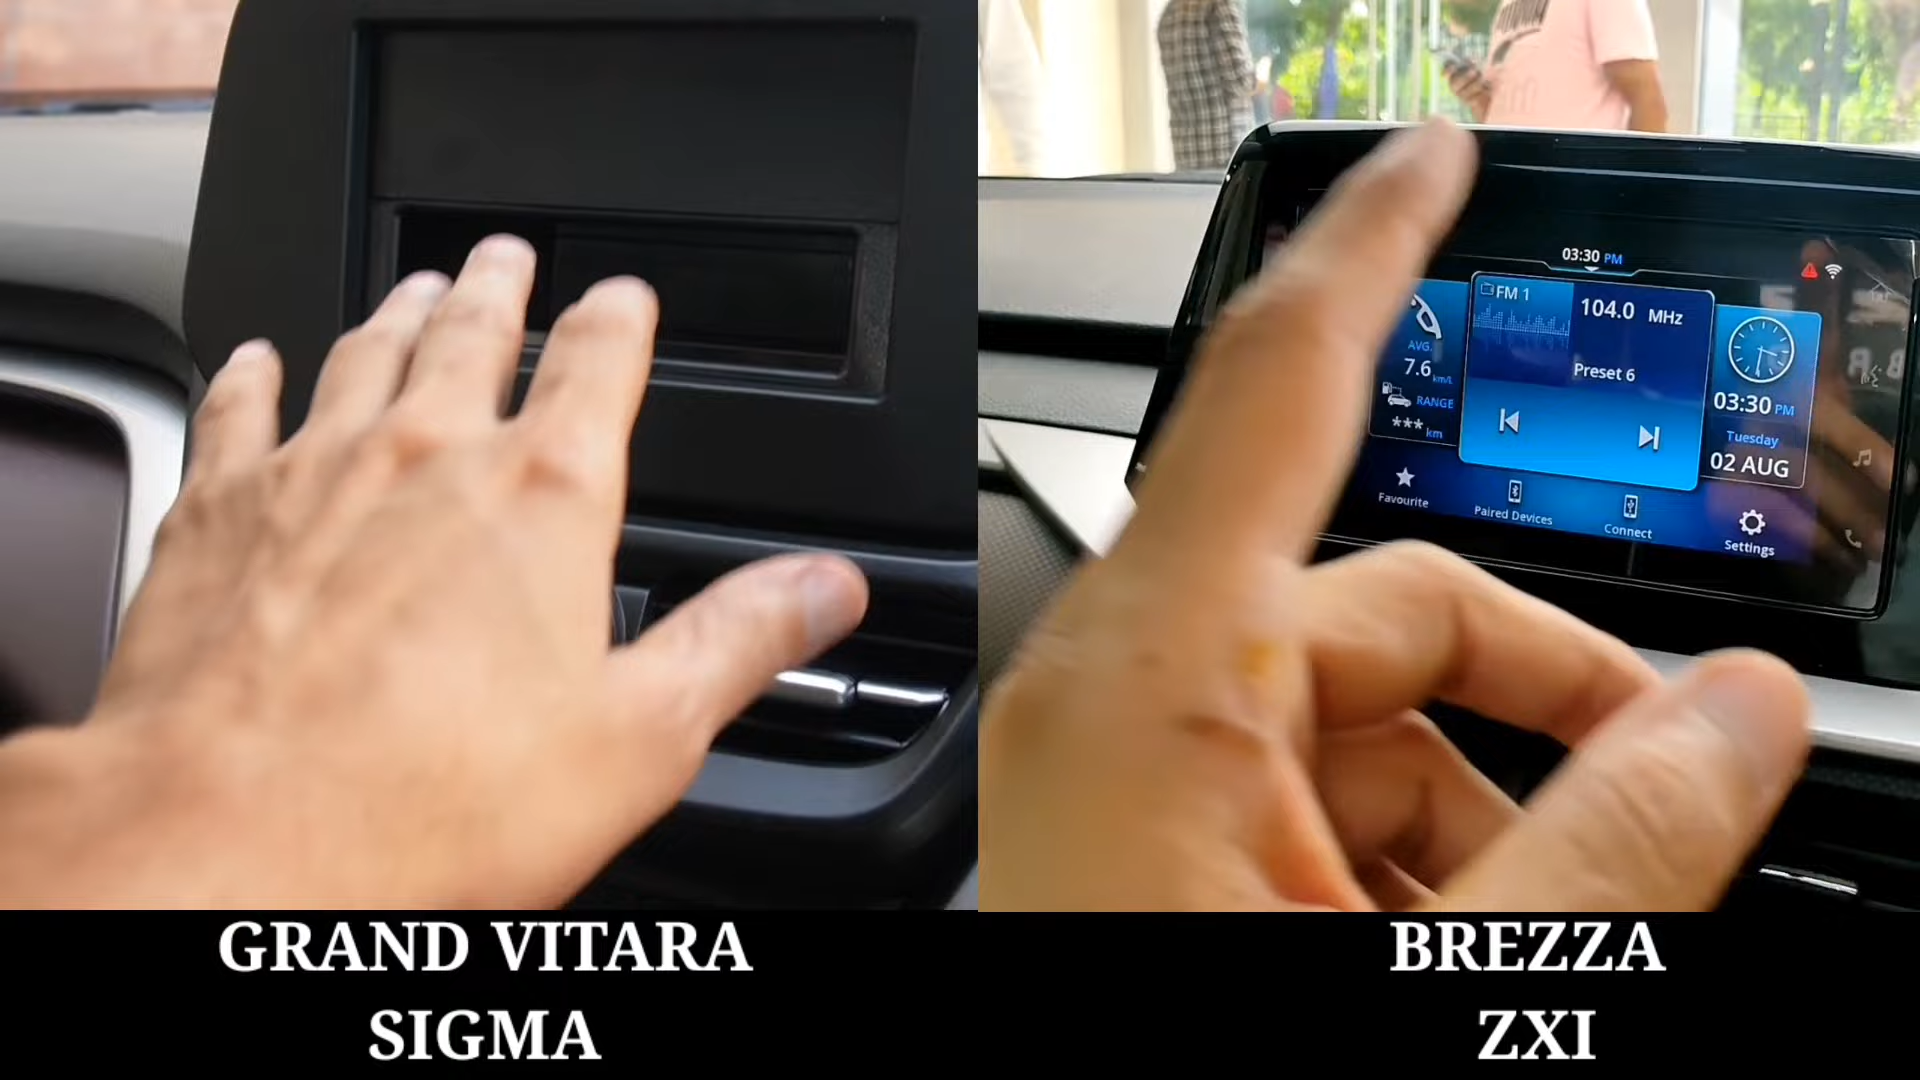 03:30 PM
FM 1
104.0 MHz
AVG.
7.6 km/L
Preset 6
RANGE
*** km
03:30 PM
Tuesday
02 AUG
Favourite
Paired Devices
Connect
Settings
GRAND VITARA
SIGMA
BREZZA
ZXI